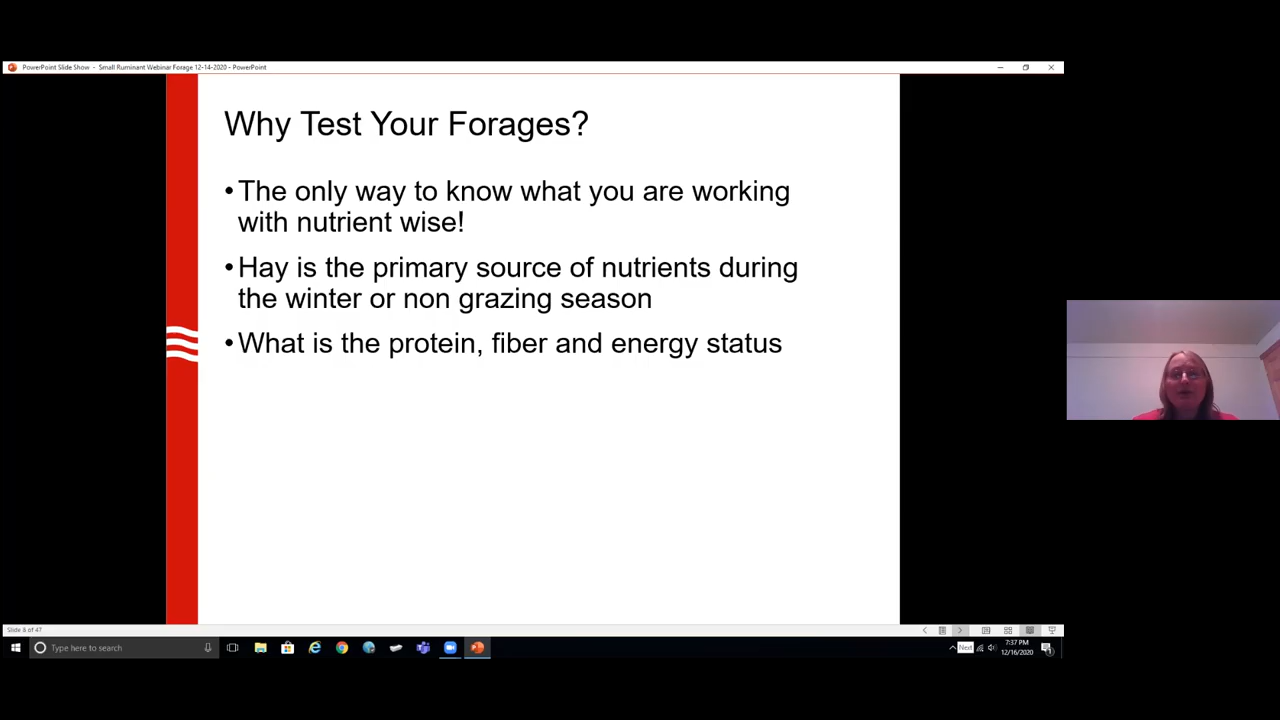 PowerPoint Slide Show - Small Ruminant Webinar Forage 12-14-2020 - PowerPoint
Why Test Your Forages?
•The only way to know what you are working
with nutrient wise!
•Hay is the primary source of nutrients during
the winter or non grazing season
•What is the protein, fiber and energy status
Slide 6 of 47
Type here to search
Next
7:37 PM
12/16/2020